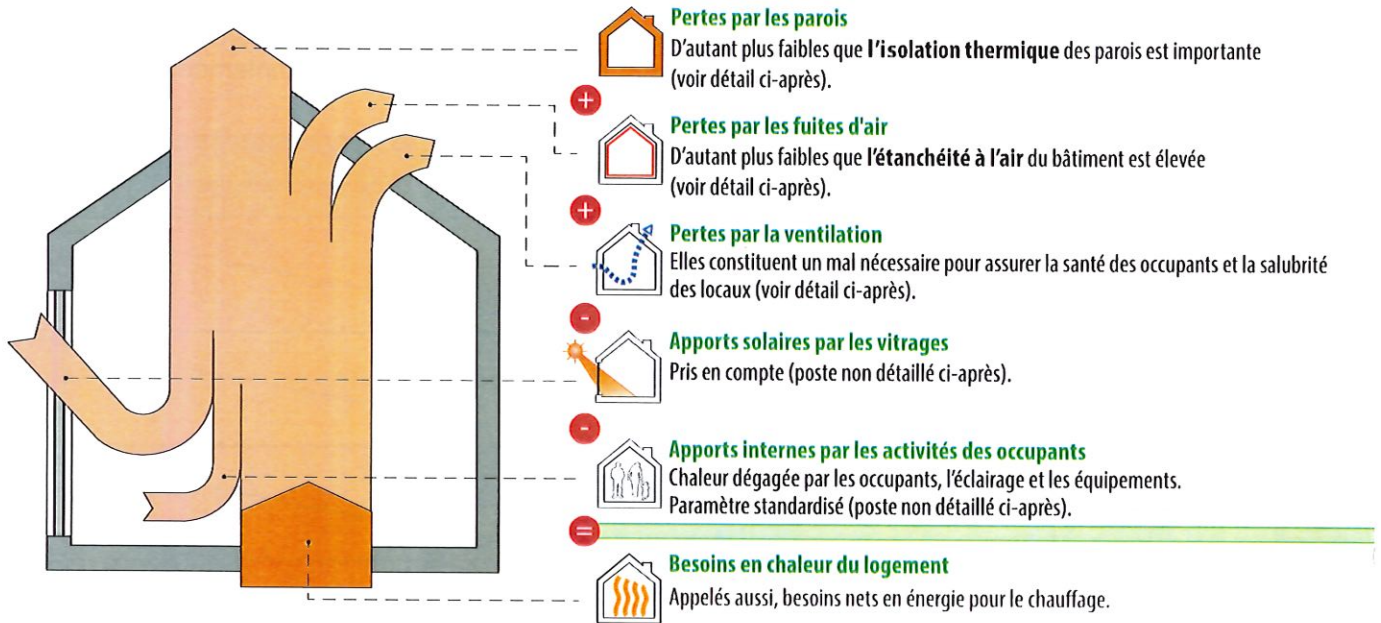 Pertes par les parois
D'autant plus faibles que l'isolation thermique des parois est importante
(voir détail ci-après).
+
Pertes par les fuites d'air
D'autant plus faibles que l'étanchéité à l'air du bâtiment est élevée
(voir détail ci-après).
+
Pertes par la ventilation
Elles constituent un mal nécessaire pour assurer la santé des occupants et la salubrité
des locaux (voir détail ci-après).
-
Apports solaires par les vitrages
Pris en compte (poste non détaillé ci-après).
-
Apports internes par les activités des occupants
Chaleur dégagée par les occupants, l'éclairage et les équipements.
Paramètre standardisé (poste non détaillé ci-après).
=
Besoins en chaleur du logement
Appelés aussi, besoins nets en énergie pour le chauffage.